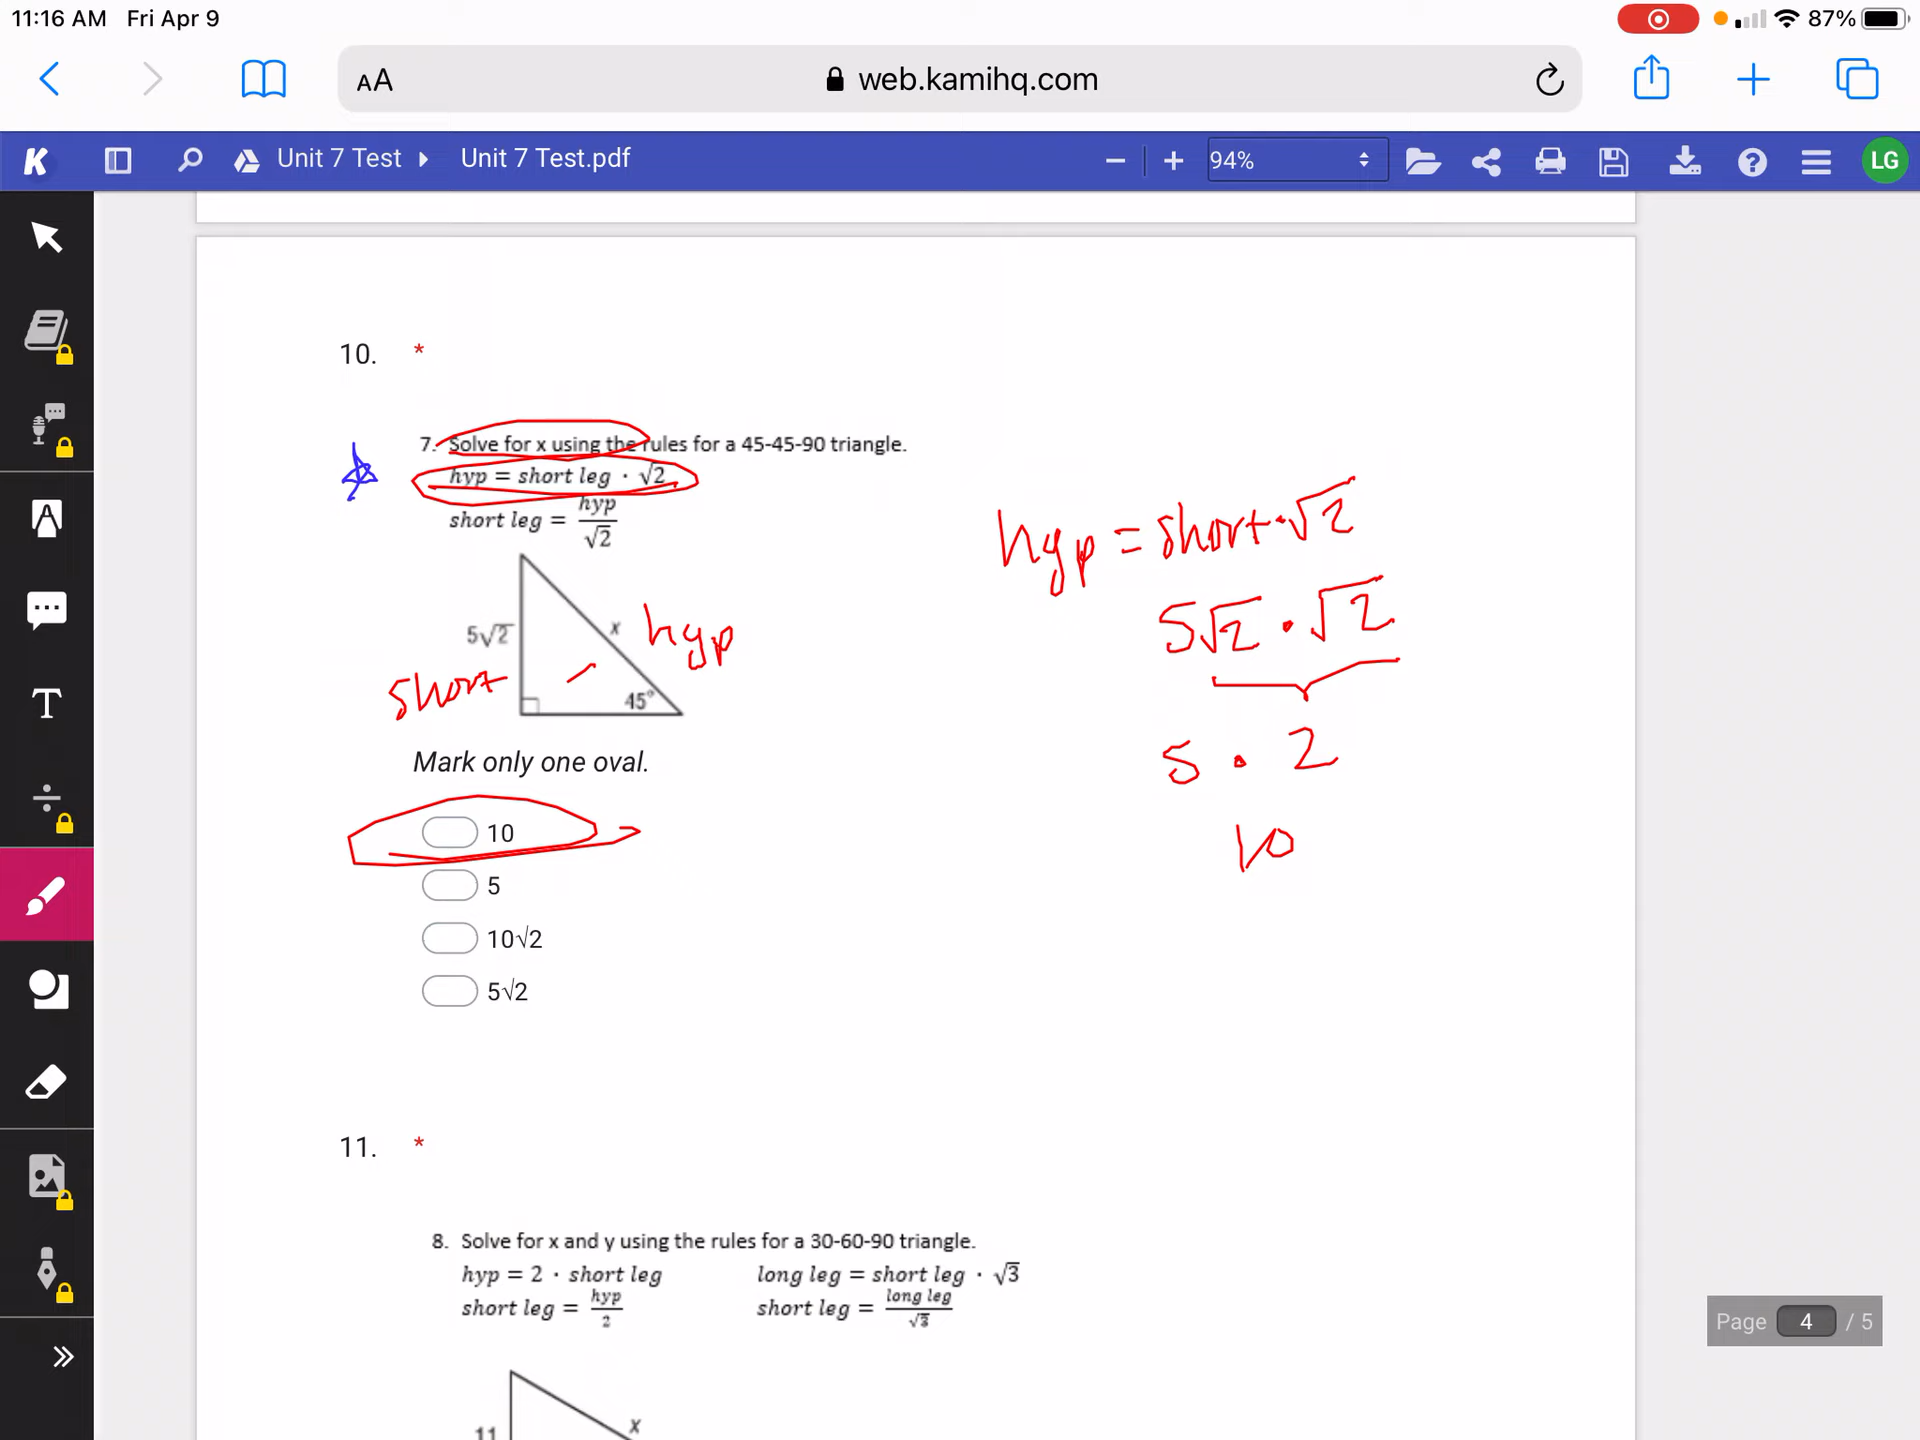 11:16 AM Fri Apr 9
87%
AA
web.kamihq.com
K
Unit 7 Test
Unit 7 Test.pdf
94%
LG
10. *
7. Solve for x using the rules for a 45-45-90 triangle.
hyp = short leg · √2
short leg = hyp/√2
5√2
x
45°
short
hyp
Mark only one oval.
10
5
10√2
5√2
hyp = short · √2
5√2 · √2
5 · 2
10
11. *
8. Solve for x and y using the rules for a 30-60-90 triangle.
hyp = 2 · short leg
long leg = short leg · √3
short leg = hyp/2
short leg = long leg/√3
11
x
Page 4 / 5